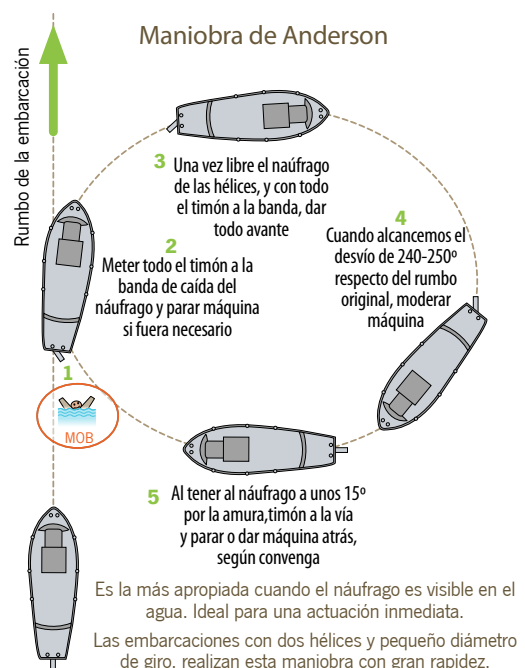 Maniobra de Anderson
Rumbo de la embarcación
1
MOB
2
Meter todo el timón a la
banda de caída del
náufrago y parar máquina
si fuera necesario
3
Una vez libre el naúfrago
de las hélices, y con todo
el timón a la banda, dar
todo avante
4
Cuando alcancemos el
desvío de 240-250º
respecto del rumbo
original, moderar
máquina
5
Al tener al náufrago a unos 15º
por la amura,timón a la vía
y parar o dar máquina atrás,
según convenga
Es la más apropiada cuando el náufrago es visible en el
agua. Ideal para una actuación inmediata.
Las embarcaciones con dos hélices y pequeño diámetro
de giro, realizan esta maniobra con gran rapidez.